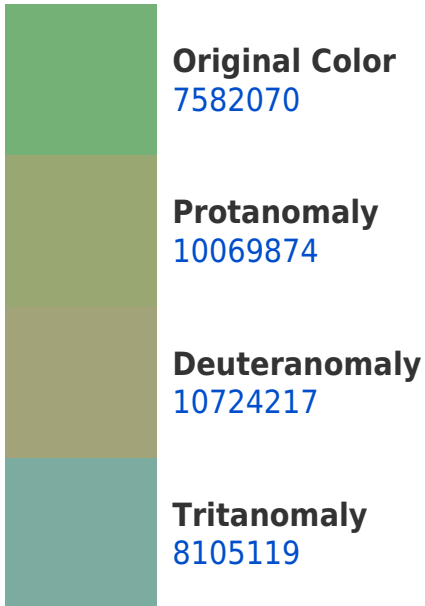 Original Color
7582070
Protanomaly
10069874
Deuteranomaly
10724217
Tritanomaly
8105119